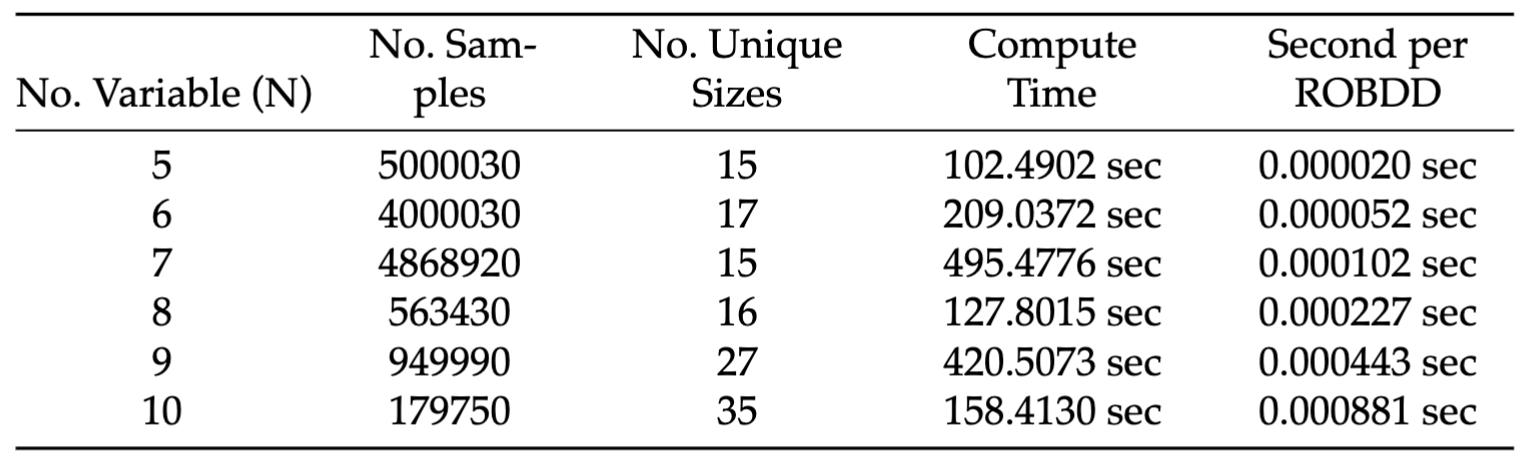 No. Variable (N) No. Sam- No. Unique Compute Second per
ples Sizes Time ROBDD
5 5000030 15 102.4902 sec 0.000020 sec
6 4000030 17 209.0372 sec 0.000052 sec
7 4868920 15 495.4776 sec 0.000102 sec
8 563430 16 127.8015 sec 0.000227 sec
9 949990 27 420.5073 sec 0.000443 sec
10 179750 35 158.4130 sec 0.000881 sec